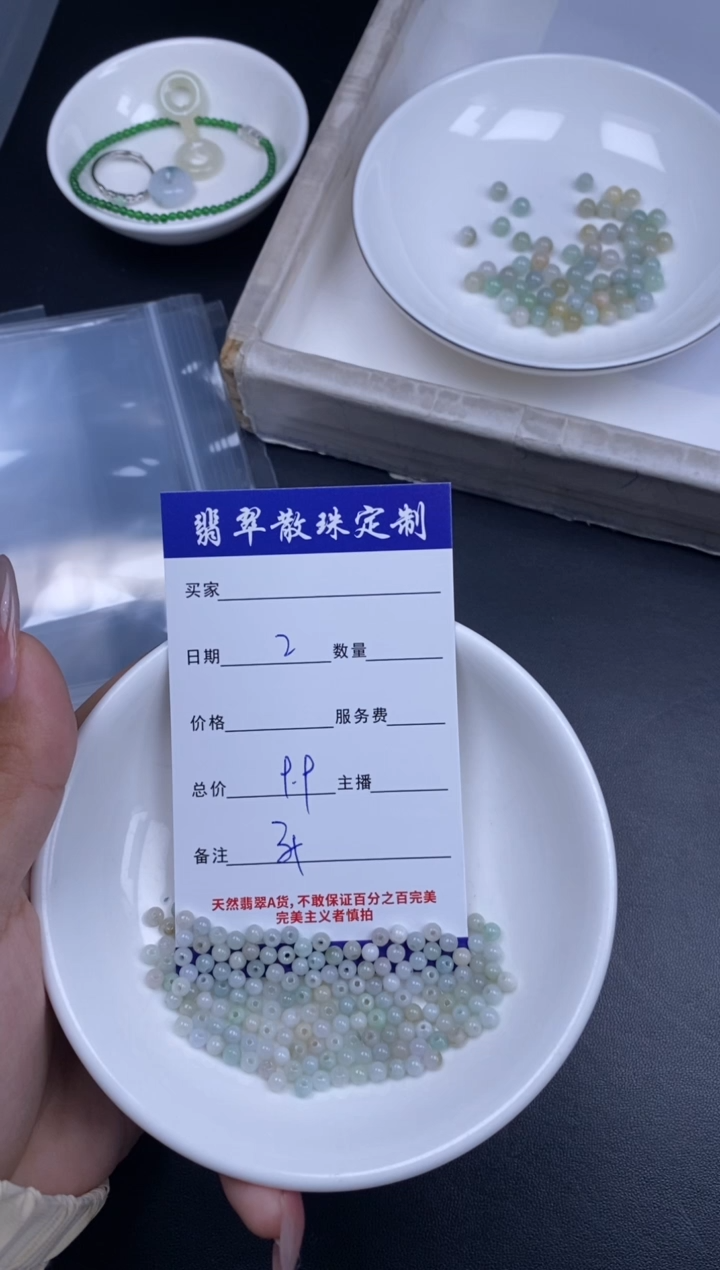 翡翠散珠定制
买家
日期 2 数量
价格 服务费
总价 9.9 主播
备注
天然翡翠A货,不敢保证百分之百完美
完美主义者慎拍